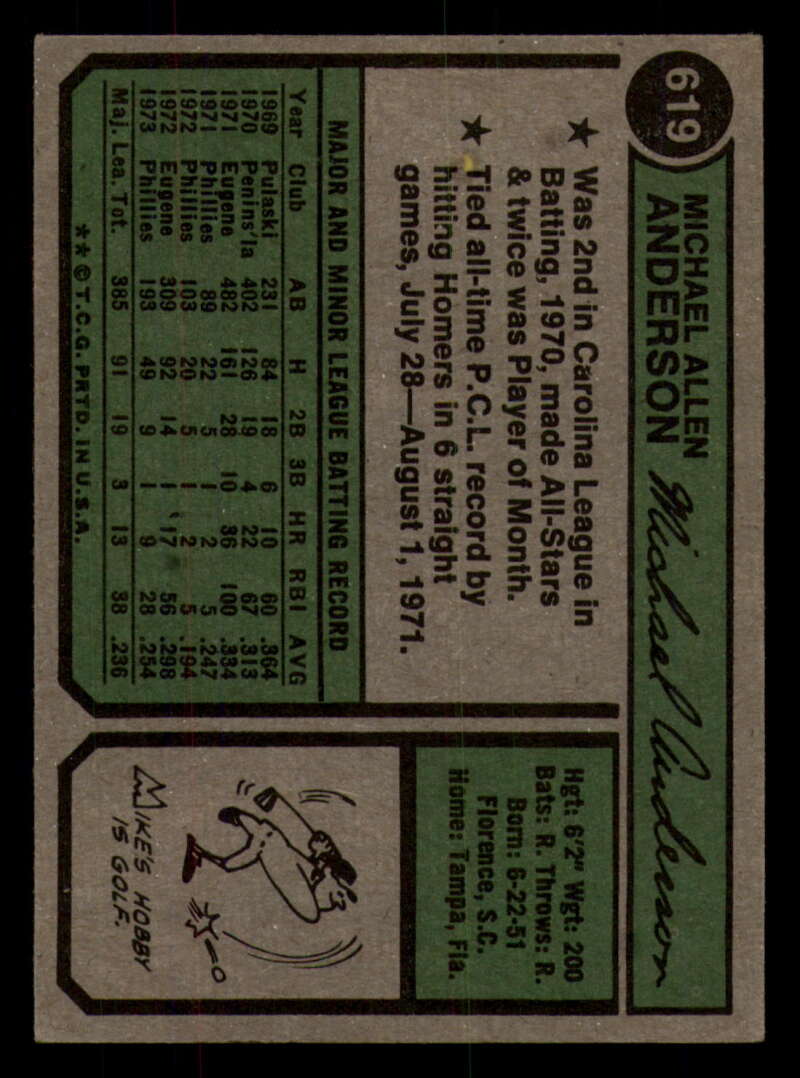 619
MICHAEL ALLEN
ANDERSON
Michael Anderson
★ Was 2nd in Carolina League in
Batting, 1970, made All-Stars
& twice was Player of Month.
★ Tied all-time P.C.L. record by
hitting Homers in 6 straight
games, July 28—August 1, 1971.
MAJOR AND MINOR LEAGUE BATTING RECORD
Year Club AB H 2B 3B HR RBI AVG
1969 Pulaski 231 84 18 6 10 60 .364
1970 Penins'la 402 126 19 4 22 67 .313
1971 Eugene 482 161 28 10 36 100 .334
1971 Phillies 89 22 5 1 2 5 .247
1972 Phillies 103 20 5 1 2 5 .194
1972 Eugene 309 92 14 1 17 56 .298
1973 Phillies 193 49 9 1 9 28 .254
Maj. Lea. Tot. 385 91 19 3 13 38 .236
★★© T.C.G. PRTD. IN U.S.A.
Hgt: 6'2" Wgt: 200
Bats: R. Throws: R.
Born: 6-22-51
Florence, S.C.
Home: Tampa, Fla.
MIKE'S HOBBY
IS GOLF.